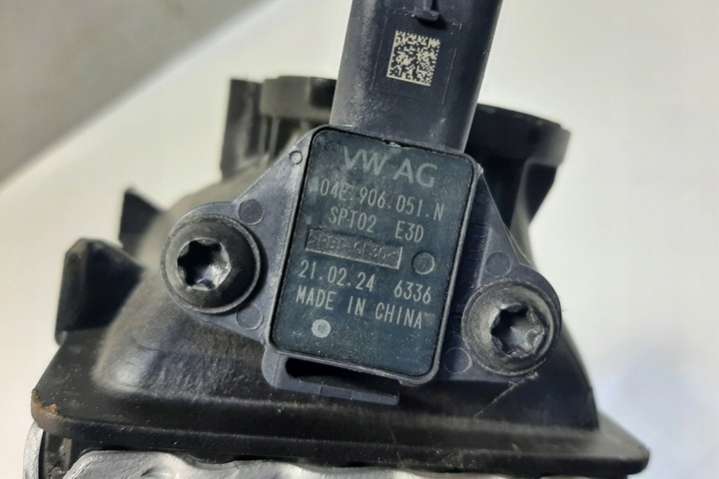 VW AG
04E.906.051.N
SPT02 E3D
21.02.24 6336
MADE IN CHINA